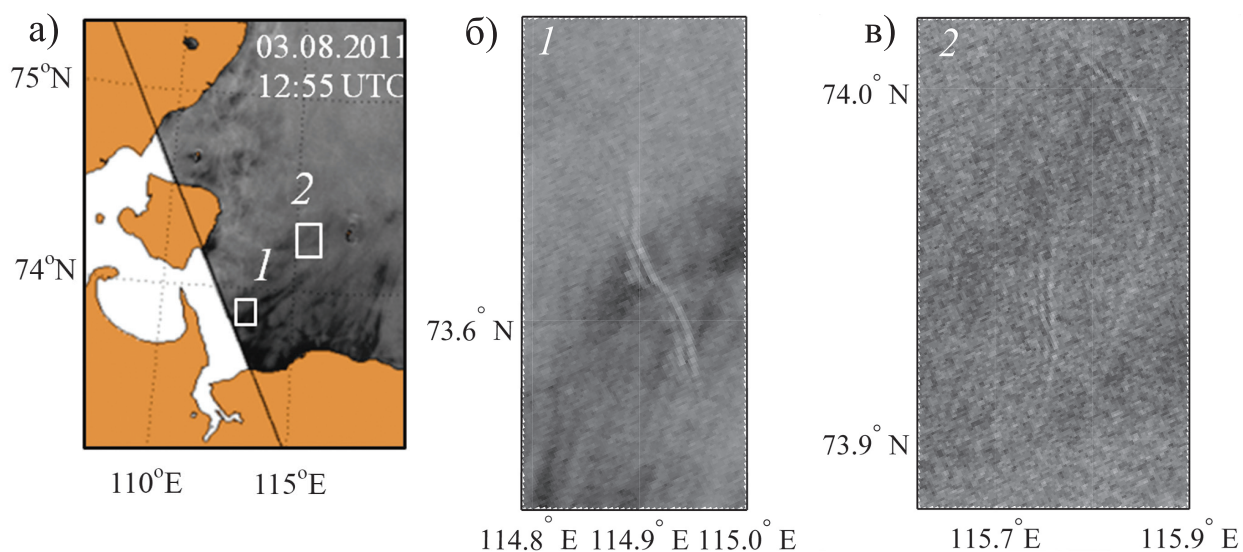 а)
03.08.2011
12:55 UTC
75°N
74°N
2
1
110°E 115°E
б)
1
73.6° N
114.8° E 114.9° E 115.0° E
в)
2
74.0° N
73.9° N
115.7°E 115.9°E